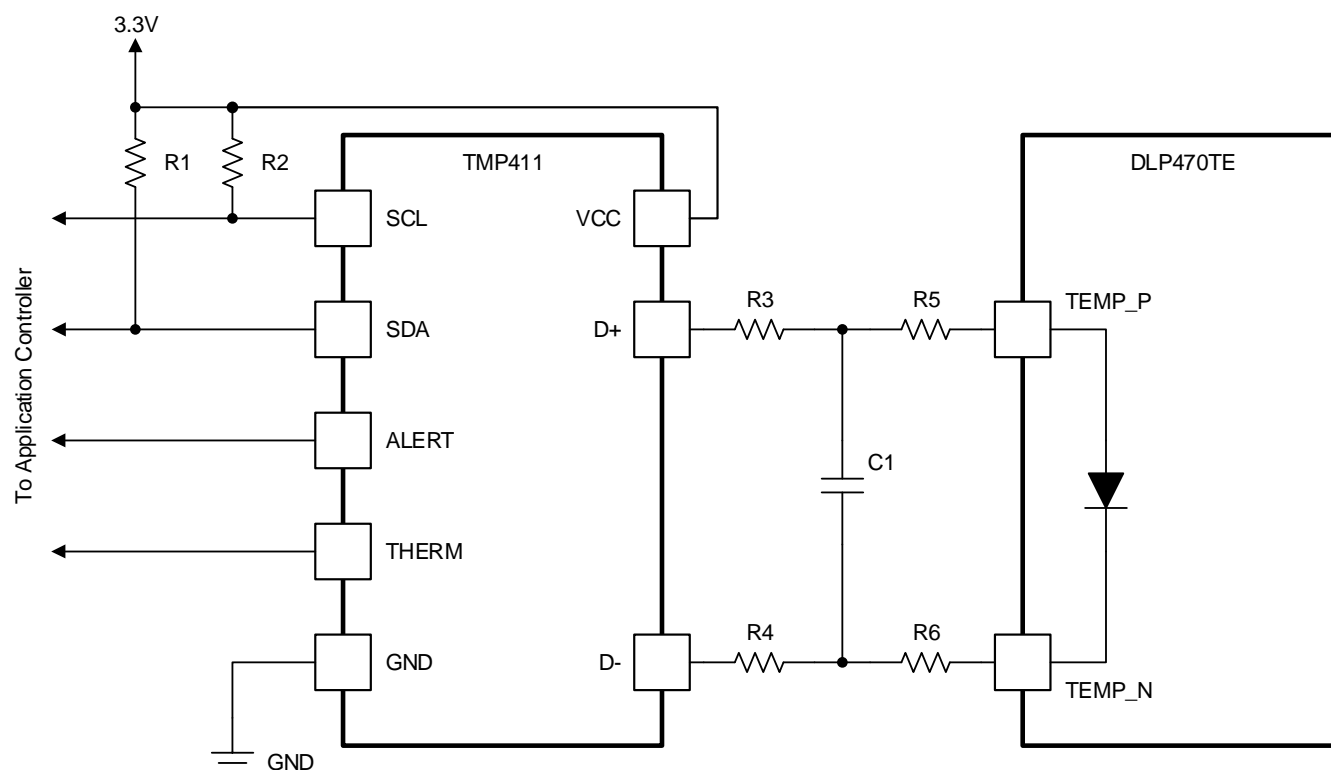 3.3V
R1
R2
TMP411
DLP470TE
SCL
VCC
To Application Controller
R3
R5
TEMP_P
SDA
D+
ALERT
C1
THERM
R4
R6
GND
D-
TEMP_N
GND